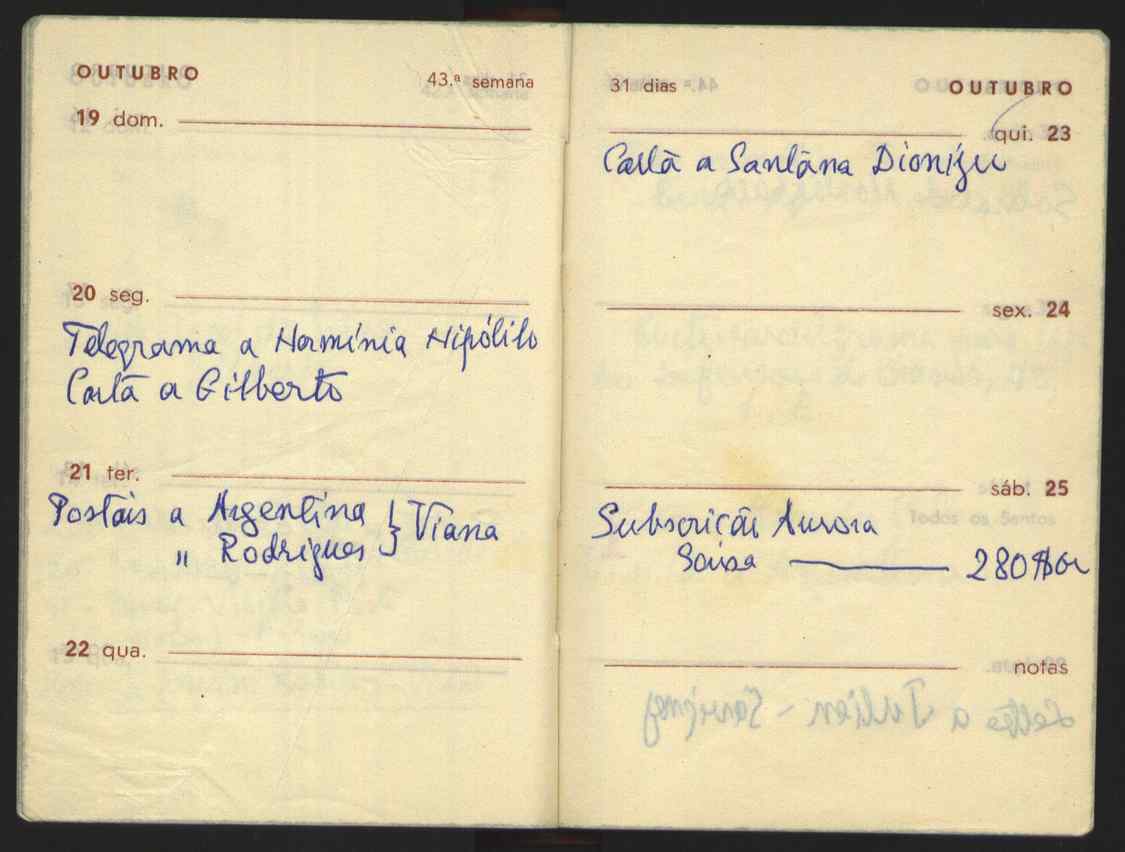 OUTUBRO 43.ª semana
19 dom.
20 seg.
Telegrama a Hermínia Hipólito
Carta a Gilberto
21 ter.
Postais a Argentina } Viana
" Rodrigues
22 qua.
31 dias OUTUBRO
qui. 23
Carta a Santana Dionísio
sex. 24
sáb. 25
Subscrição Aurora
Sousa — 280$00
notas